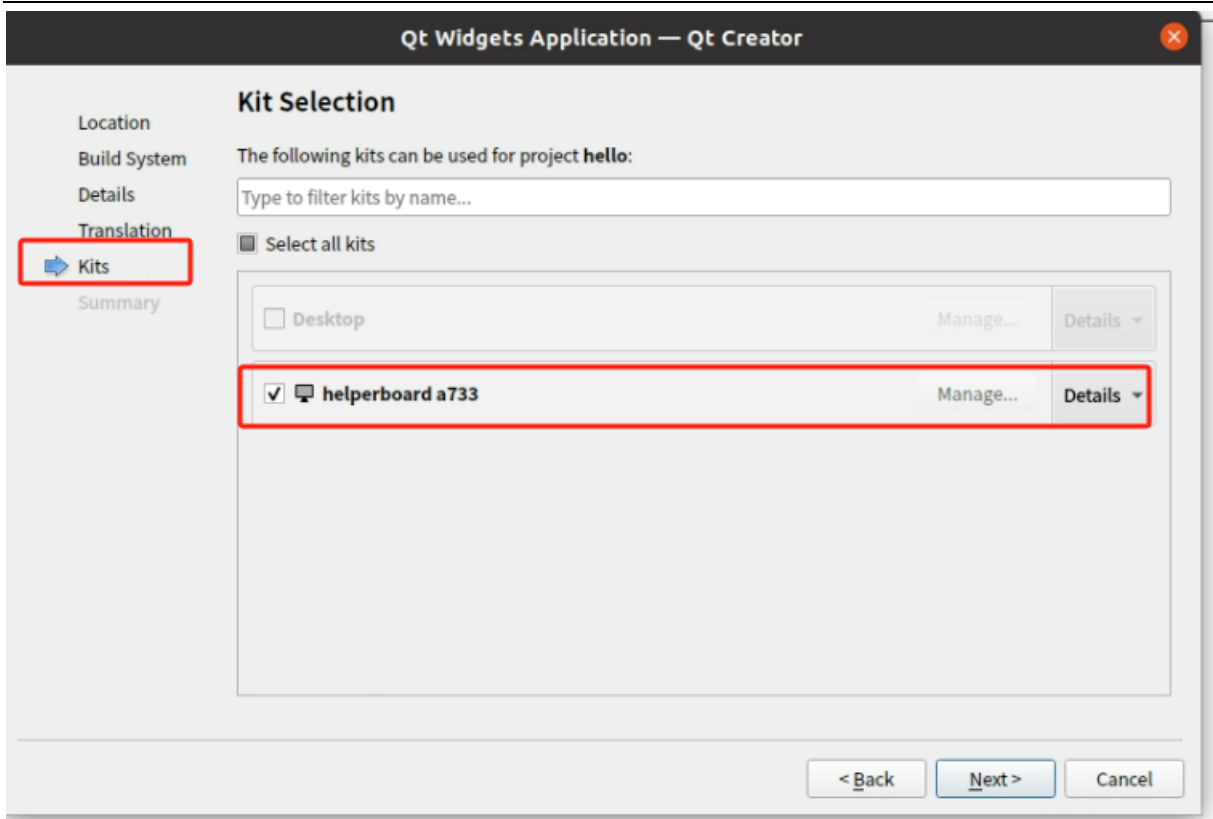 Qt Widgets Application — Qt Creator
Location
Build System
Details
Translation
Kits
Summary
Kit Selection
The following kits can be used for project hello:
Type to filter kits by name...
Select all kits
Desktop Manage... Details
helperboard a733 Manage... Details
< Back Next > Cancel